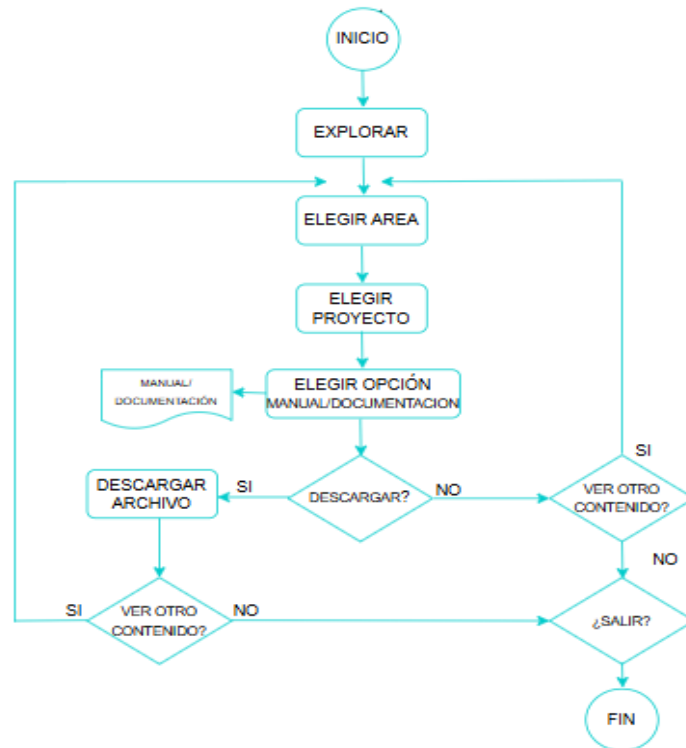 INICIO
EXPLORAR
ELEGIR AREA
ELEGIR
PROYECTO
ELEGIR OPCIÓN
MANUAL/DOCUMENTACION
MANUAL/
DOCUMENTACIÓN
DESCARGAR?
SI
NO
DESCARGAR
ARCHIVO
VER OTRO
CONTENIDO?
SI
NO
VER OTRO
CONTENIDO?
SI
NO
¿SALIR?
FIN